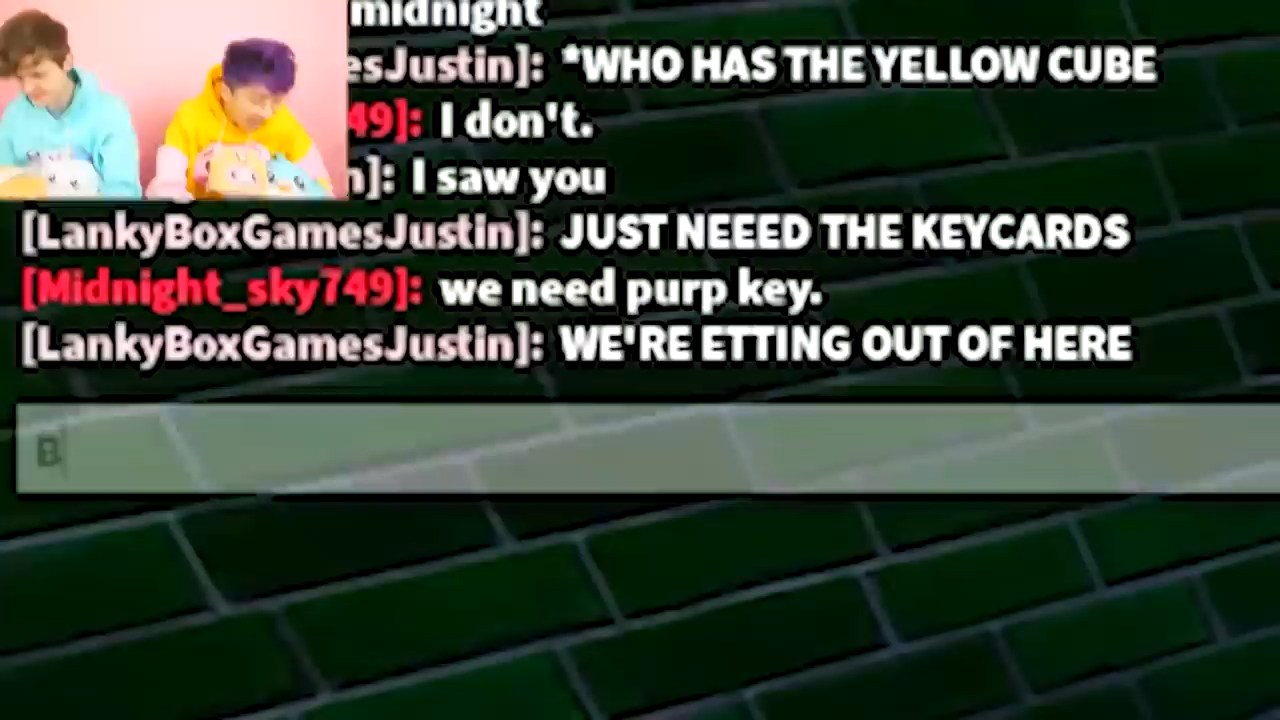 midnight
esJustin]: *WHO HAS THE YELLOW CUBE
49]: I don't.
n]: I saw you
[LankyBoxGamesJustin]: JUST NEEED THE KEYCARDS
[Midnight_sky749]: we need purp key.
[LankyBoxGamesJustin]: WE'RE ETTING OUT OF HERE
B